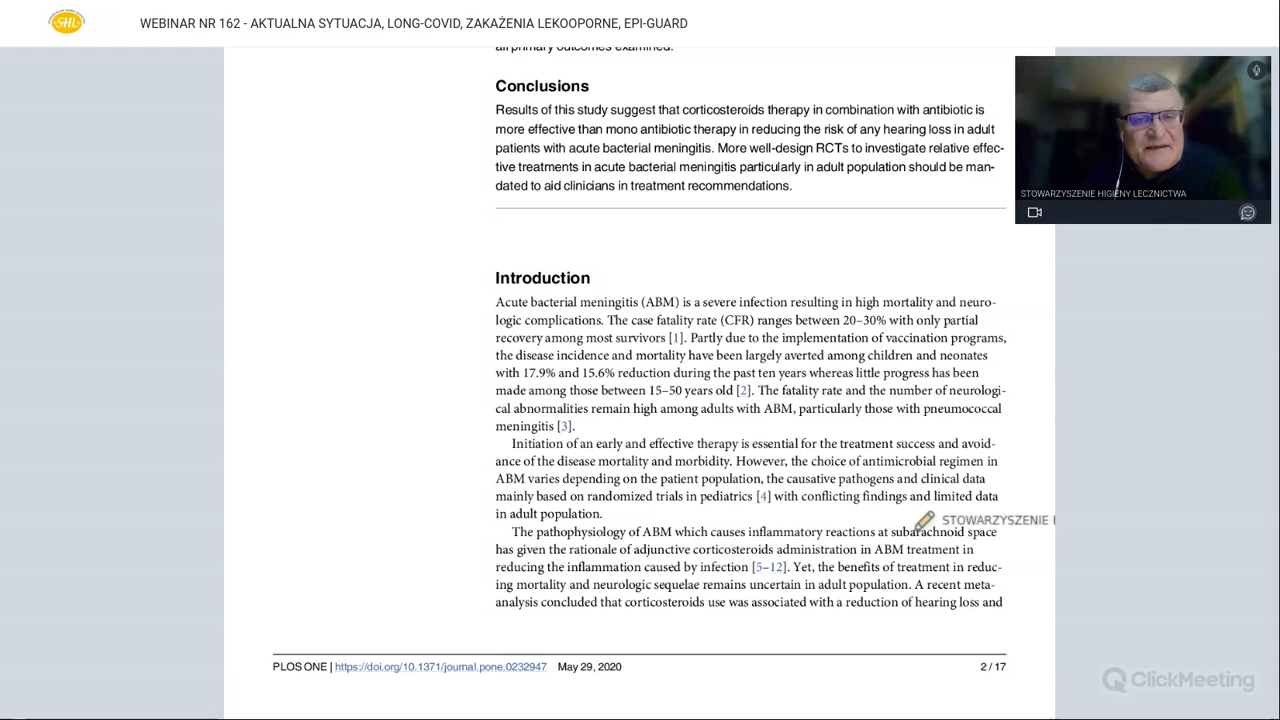 SHL
WEBINAR NR 162 - AKTUALNA SYTUACJA, LONG-COVID, ZAKAŻENIA LEKOOPORNE, EPI-GUARD
all primary outcomes examined.
Conclusions
Results of this study suggest that corticosteroids therapy in combination with antibiotic is
more effective than mono antibiotic therapy in reducing the risk of any hearing loss in adult
patients with acute bacterial meningitis. More well-design RCTs to investigate relative effec-
tive treatments in acute bacterial meningitis particularly in adult population should be man-
dated to aid clinicians in treatment recommendations.
STOWARZYSZENIE HIGIENY LECZNICTWA
Introduction
Acute bacterial meningitis (ABM) is a severe infection resulting in high mortality and neuro-
logic complications. The case fatality rate (CFR) ranges between 20–30% with only partial
recovery among most survivors [1]. Partly due to the implementation of vaccination programs,
the disease incidence and mortality have been largely averted among children and neonates
with 17.9% and 15.6% reduction during the past ten years whereas little progress has been
made among those between 15–50 years old [2]. The fatality rate and the number of neurologi-
cal abnormalities remain high among adults with ABM, particularly those with pneumococcal
meningitis [3].
Initiation of an early and effective therapy is essential for the treatment success and avoid-
ance of the disease mortality and morbidity. However, the choice of antimicrobial regimen in
ABM varies depending on the patient population, the causative pathogens and clinical data
mainly based on randomized trials in pediatrics [4] with conflicting findings and limited data
in adult population.
STOWARZYSZENIE H
The pathophysiology of ABM which causes inflammatory reactions at subarachnoid space
has given the rationale of adjunctive corticosteroids administration in ABM treatment in
reducing the inflammation caused by infection [5–12]. Yet, the benefits of treatment in reduc-
ing mortality and neurologic sequelae remains uncertain in adult population. A recent meta-
analysis concluded that corticosteroids use was associated with a reduction of hearing loss and
PLOS ONE | https://doi.org/10.1371/journal.pone.0232947 May 29, 2020 2 / 17
ClickMeeting